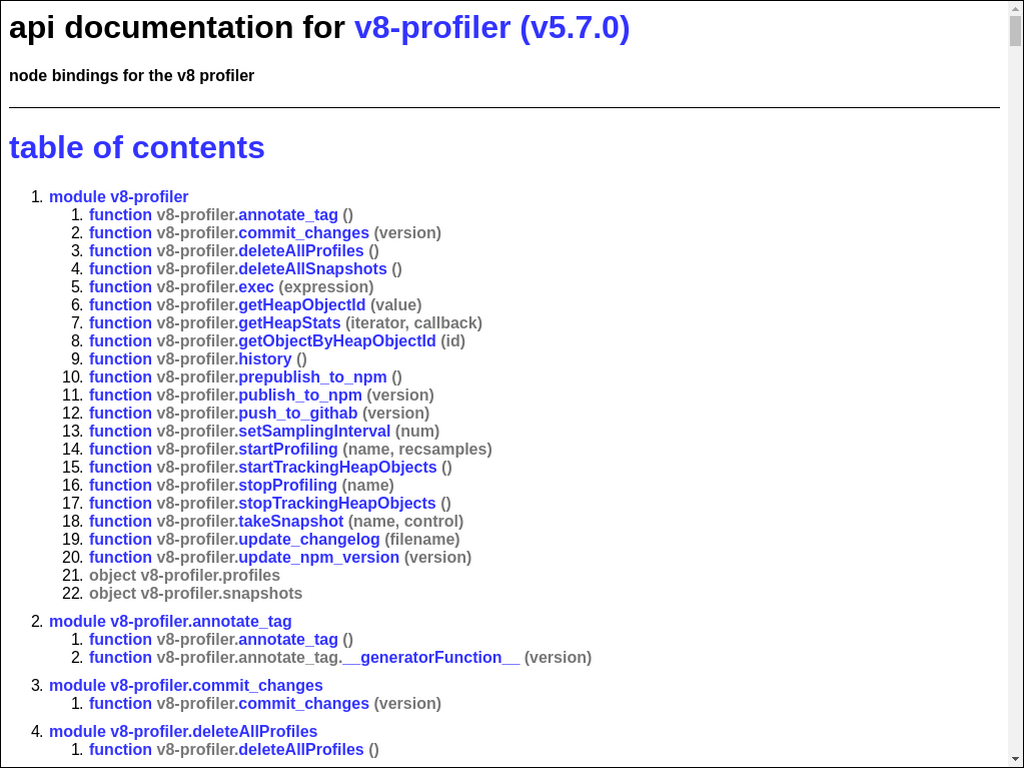 api documentation for v8-profiler (v5.7.0)
node bindings for the v8 profiler
table of contents
1. module v8-profiler
1. function v8-profiler.annotate_tag ()
2. function v8-profiler.commit_changes (version)
3. function v8-profiler.deleteAllProfiles ()
4. function v8-profiler.deleteAllSnapshots ()
5. function v8-profiler.exec (expression)
6. function v8-profiler.getHeapObjectId (value)
7. function v8-profiler.getHeapStats (iterator, callback)
8. function v8-profiler.getObjectByHeapObjectId (id)
9. function v8-profiler.history ()
10. function v8-profiler.prepublish_to_npm ()
11. function v8-profiler.publish_to_npm (version)
12. function v8-profiler.push_to_githab (version)
13. function v8-profiler.setSamplingInterval (num)
14. function v8-profiler.startProfiling (name, recsamples)
15. function v8-profiler.startTrackingHeapObjects ()
16. function v8-profiler.stopProfiling (name)
17. function v8-profiler.stopTrackingHeapObjects ()
18. function v8-profiler.takeSnapshot (name, control)
19. function v8-profiler.update_changelog (filename)
20. function v8-profiler.update_npm_version (version)
21. object v8-profiler.profiles
22. object v8-profiler.snapshots
2. module v8-profiler.annotate_tag
1. function v8-profiler.annotate_tag ()
2. function v8-profiler.annotate_tag.__generatorFunction__ (version)
3. module v8-profiler.commit_changes
1. function v8-profiler.commit_changes (version)
4. module v8-profiler.deleteAllProfiles
1. function v8-profiler.deleteAllProfiles ()